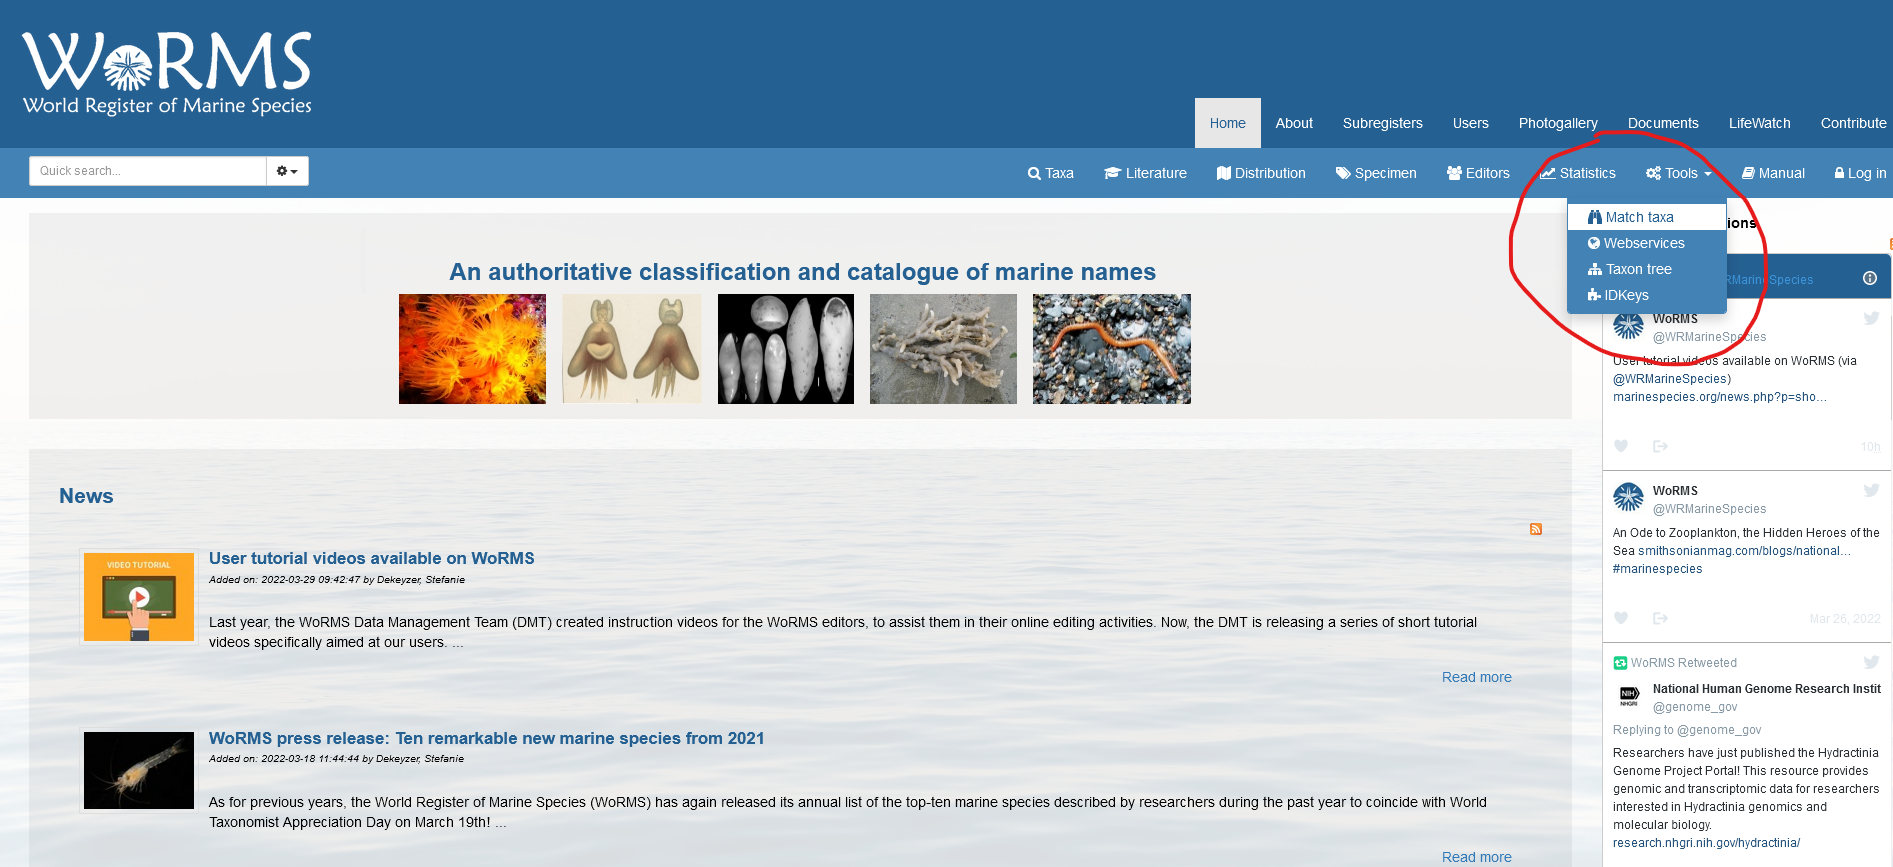 WoRMS
World Register of Marine Species
Home About Subregisters Users Photogallery Documents LifeWatch Contribute
Quick search...
Taxa Literature Distribution Specimen Editors Statistics Tools Manual Log in
Match taxa
Webservices
Taxon tree
IDKeys
ions
RMarineSpecies
An authoritative classification and catalogue of marine names
News
VIDEO TUTORIAL
User tutorial videos available on WoRMS
Added on: 2022-03-29 09:42:47 by Dekeyzer, Stefanie
Last year, the WoRMS Data Management Team (DMT) created instruction videos for the WoRMS editors, to assist them in their online editing activities. Now, the DMT is releasing a series of short tutorial
videos specifically aimed at our users. ...
Read more
WoRMS press release: Ten remarkable new marine species from 2021
Added on: 2022-03-18 11:44:44 by Dekeyzer, Stefanie
As for previous years, the World Register of Marine Species (WoRMS) has again released its annual list of the top-ten marine species described by researchers during the past year to coincide with World
Taxonomist Appreciation Day on March 19th! ...
Read more
WoRMS
@WRMarineSpecies
User tutorial videos available on WoRMS (via
@WRMarineSpecies)
marinespecies.org/news.php?p=sho…
10h
WoRMS
@WRMarineSpecies
An Ode to Zooplankton, the Hidden Heroes of the
Sea smithsonianmag.com/blogs/national…
#marinespecies
Mar 26, 2022
WoRMS Retweeted
NIH
NHGRI
National Human Genome Research Instit
@genome_gov
Replying to @genome_gov
Researchers have just published the Hydractinia
Genome Project Portal! This resource provides
genomic and transcriptomic data for researchers
interested in Hydractinia genomics and
molecular biology.
research.nhgri.nih.gov/hydractinia/